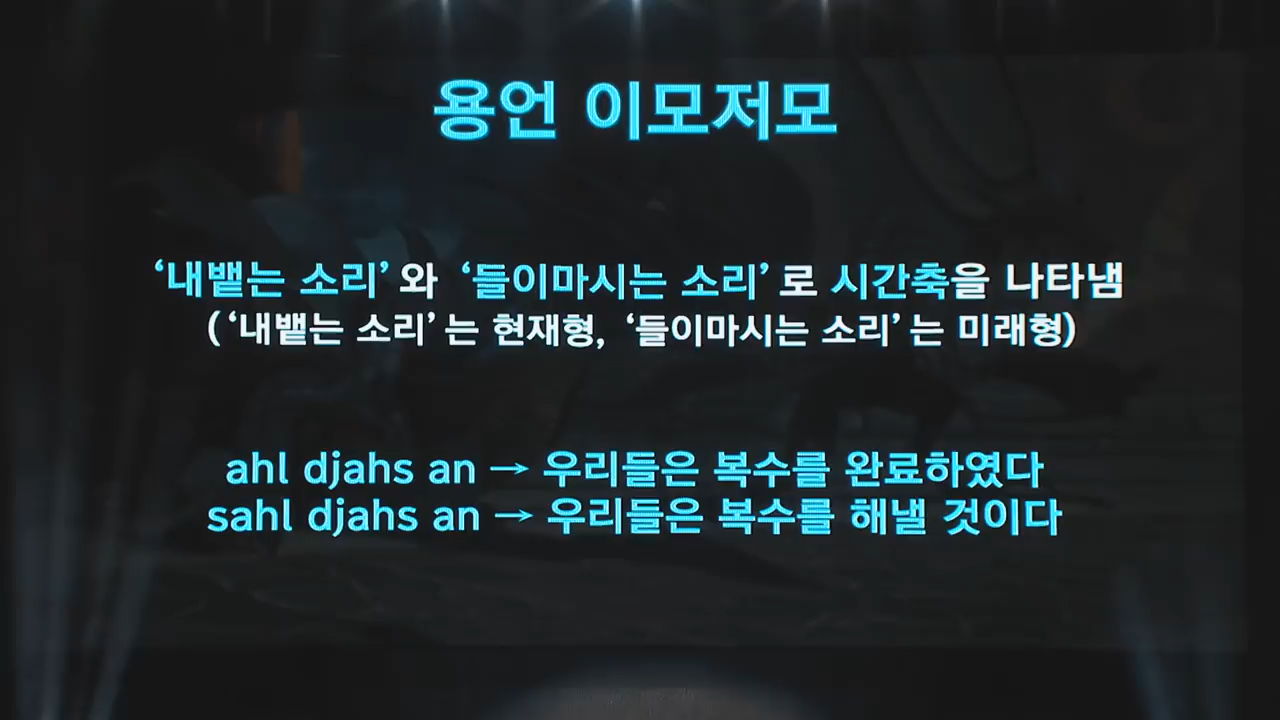 용언 이모저모
‘내뱉는 소리’ 와 ‘들이마시는 소리’ 로 시간축을 나타냄
( ‘내뱉는 소리’ 는 현재형, ‘들이마시는 소리’ 는 미래형)
ahl djahs an → 우리들은 복수를 완료하였다
sahl djahs an → 우리들은 복수를 해낼 것이다